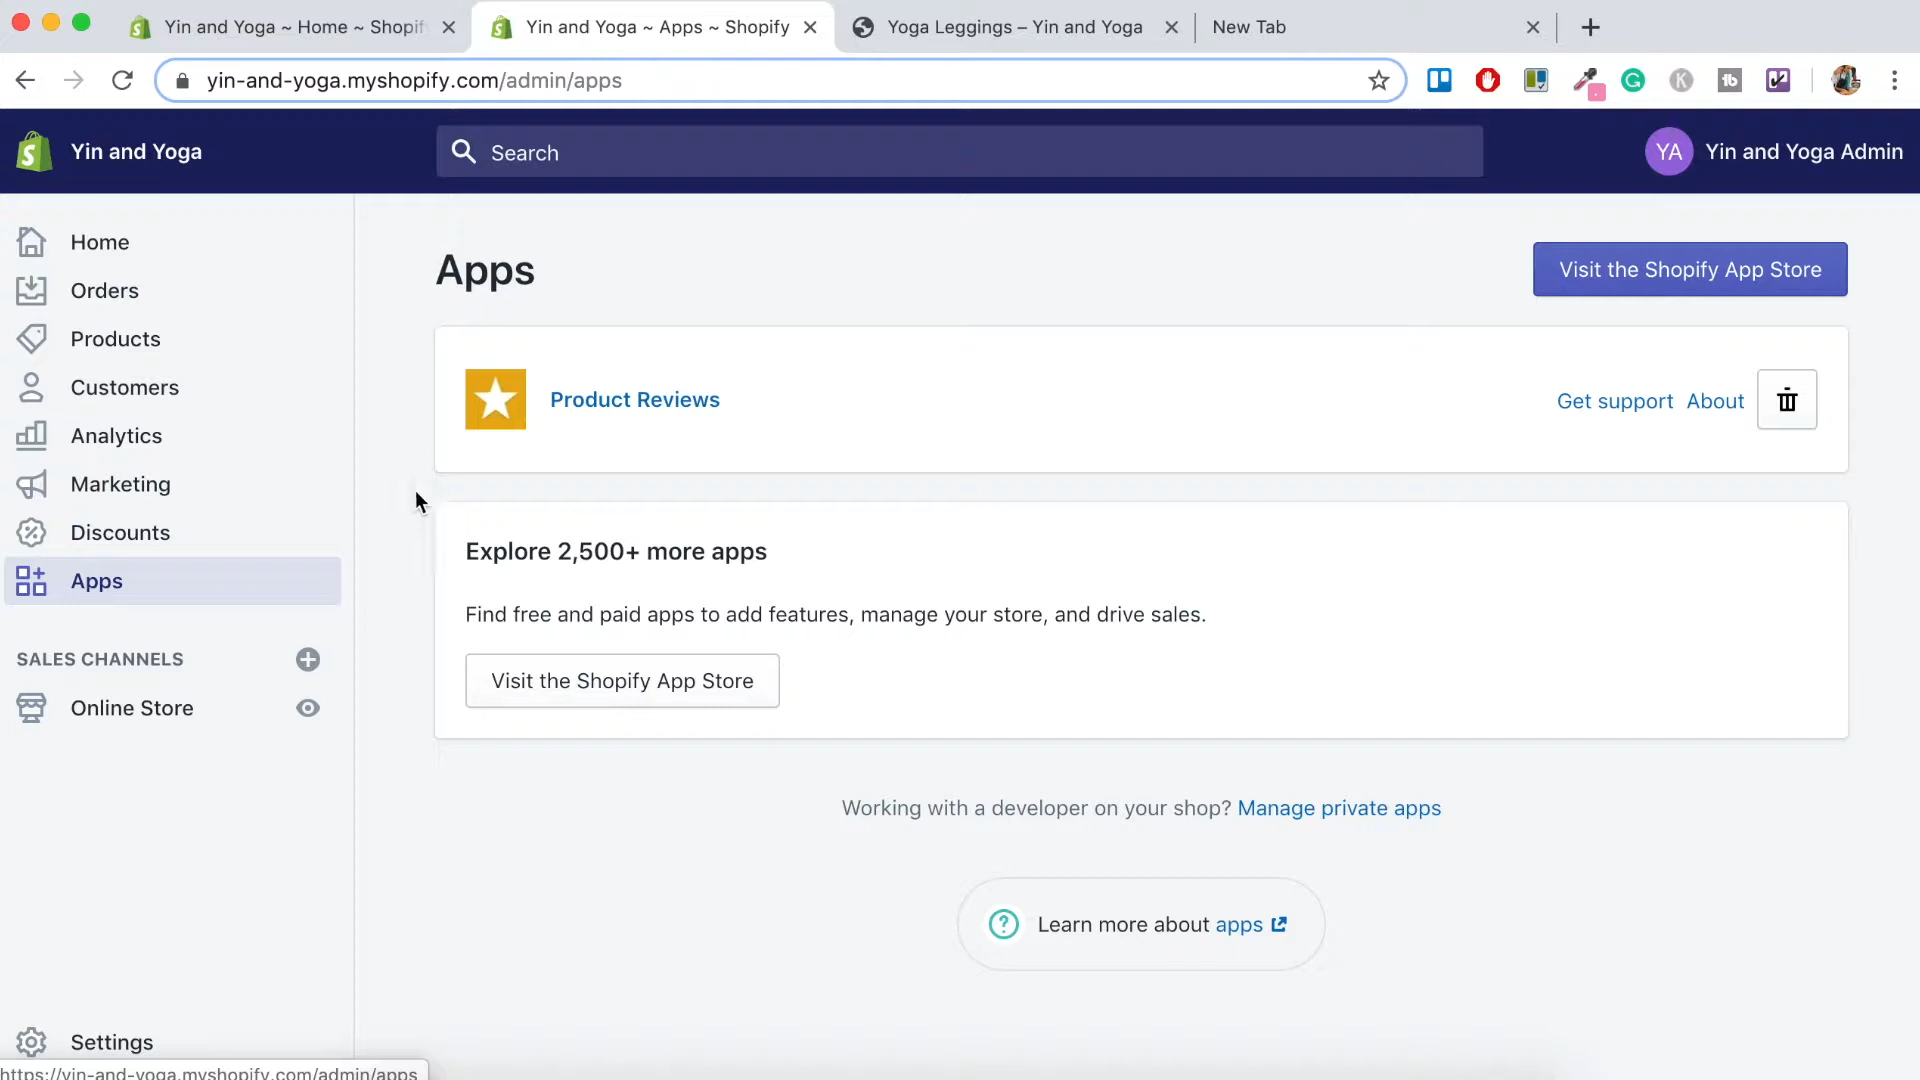 Yin and Yoga ~ Home ~ Shopif
Yin and Yoga ~ Apps ~ Shopify
Yoga Leggings – Yin and Yoga
New Tab
yin-and-yoga.myshopify.com/admin/apps
Yin and Yoga
Search
YA
Yin and Yoga Admin
Home
Orders
Products
Customers
Analytics
Marketing
Discounts
Apps
SALES CHANNELS
Online Store
Settings
Apps
Visit the Shopify App Store
Product Reviews
Get support
About
Explore 2,500+ more apps
Find free and paid apps to add features, manage your store, and drive sales.
Visit the Shopify App Store
Working with a developer on your shop? Manage private apps
Learn more about apps
https://yin-and-yoga.myshopify.com/admin/apps